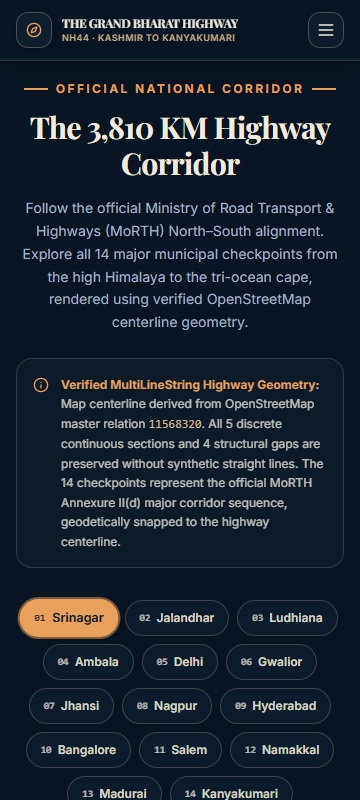 THE GRAND BHARAT HIGHWAY
NH44 · KASHMIR TO KANYAKUMARI
OFFICIAL NATIONAL CORRIDOR
The 3,810 KM Highway
Corridor
Follow the official Ministry of Road Transport &
Highways (MoRTH) North–South alignment.
Explore all 14 major municipal checkpoints from
the high Himalaya to the tri-ocean cape,
rendered using verified OpenStreetMap
centerline geometry.
Verified MultiLineString Highway Geometry:
Map centerline derived from OpenStreetMap
master relation 11568320. All 5 discrete
continuous sections and 4 structural gaps are
preserved without synthetic straight lines. The
14 checkpoints represent the official MoRTH
Annexure II(d) major corridor sequence,
geodetically snapped to the highway
centerline.
01 Srinagar 02 Jalandhar 03 Ludhiana
04 Ambala 05 Delhi 06 Gwalior
07 Jhansi 08 Nagpur 09 Hyderabad
10 Bangalore 11 Salem 12 Namakkal
13 Madurai 14 Kanyakumari